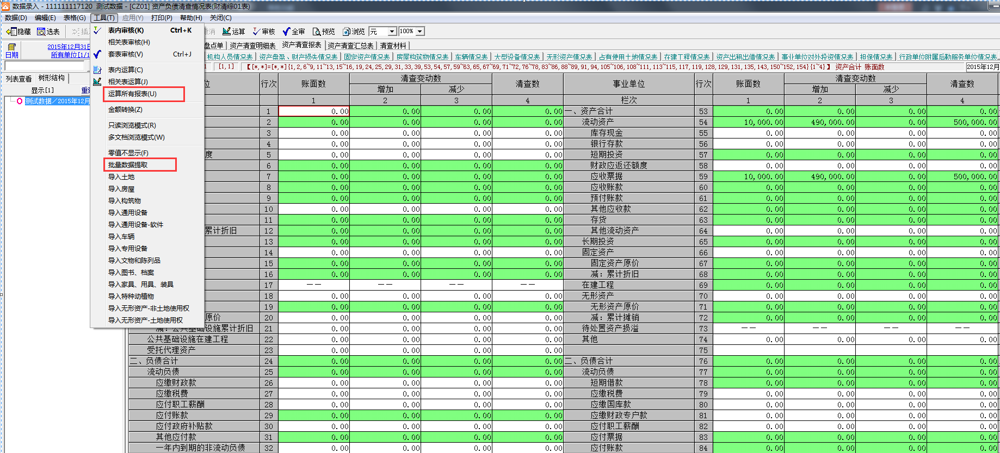 数据录入 - 111111117120  测试数据 - [CZ01] 资产负债清查情况表(财清综01表)
数据(D) 编辑(E) 表格(G) 工具(T) 应用(Y) 打印(P) 帮助(H) 关闭(C)
隐藏 选表 运算 审核 全审 预览 浏览 元 100%
日期 2015年12月31日
所有单位[1/1
盘点单 资产清查明细表 资产清查报表 资产清查汇总表 清查材料
机构人员情况表 资产盘盈、财产损失情况表 固定资产情况表 房屋构筑物情况表 车辆情况表 大型设备情况表 无形资产情况表 占有使用土地情况表 在建工程情况表 资产出租出借情况表 事业单位对外投资情况表 担保情况表 行政单位附属后勤服务单位情况表
[1,1] 【[*,*]=[*,*]{1,2,6~9,11~13,15~16,19,24,25,29,31,33,39,53,54,57,59~63,65,67~69,71~72,76~78,83~86,88~89,91,94,105~106,108~111,113~115,117,119,128,129,131,135,143,150~152,154}{1~4}】 资产合计 账面数 2015年12月
列表查看 树形结构
显示[1]
测试数据/2015年12月
表内审核(K) Ctrl+K
相关表审核(H)
套表审核(V) Ctrl+J
表内运算(C)
相关表运算(J)
运算所有报表(U)
金额转换(Z)
只读浏览模式(R)
多文档浏览模式(W)
零值不显示(F)
批量数据提取
导入土地
导入房屋
导入构筑物
导入通用设备
导入通用设备-软件
导入车辆
导入专用设备
导入文物和陈列品
导入图书、档案
导入家具、用具、装具
导入特种动植物
导入无形资产-非土地使用权
导入无形资产-土地使用权
位 行次 账面数 清查变动数 清查数 事业单位 行次 账面数 清查变动数 清查数
增加 减少 增加 减少
1 2 3 4 栏次 1 2 3 4
1 0.00 0.00 0.00 0.00 一、资产合计 53 0.00 0.00 0.00 0.00
2 0.00 0.00 0.00 0.00 流动资产 54 10,000.00 490,000.00 0.00 500,000.00
3 0.00 0.00 0.00 0.00 库存现金 55 0.00 0.00 0.00 0.00
4 0.00 0.00 0.00 0.00 银行存款 56 0.00 0.00 0.00 0.00
度 5 0.00 0.00 0.00 0.00 短期投资 57 0.00 0.00 0.00 0.00
6 0.00 0.00 0.00 0.00 财政应返还额度 58 0.00 0.00 0.00 0.00
7 0.00 0.00 0.00 0.00 应收票据 59 10,000.00 490,000.00 0.00 500,000.00
8 0.00 0.00 0.00 0.00 应收账款 60 0.00 0.00 0.00 0.00
9 0.00 0.00 0.00 0.00 预付账款 61 0.00 0.00 0.00 0.00
10 0.00 0.00 0.00 0.00 其他应收款 62 0.00 0.00 0.00 0.00
11 0.00 0.00 0.00 0.00 存货 63 0.00 0.00 0.00 0.00
累计折旧 12 0.00 0.00 0.00 0.00 其他流动资产 64 0.00 0.00 0.00 0.00
13 0.00 0.00 0.00 0.00 长期投资 65 0.00 0.00 0.00 0.00
14 0.00 0.00 0.00 0.00 固定资产 66 0.00 0.00 0.00 0.00
15 0.00 0.00 0.00 0.00 固定资产原价 67 0.00 0.00 0.00 0.00
16 0.00 0.00 0.00 0.00 减：累计折旧 68 0.00 0.00 0.00 0.00
17 —— —— —— —— 在建工程 69 0.00 0.00 0.00 0.00
18 0.00 0.00 0.00 0.00 无形资产 70 0.00 0.00 0.00 0.00
19 0.00 0.00 0.00 0.00 无形资产原价 71 0.00 0.00 0.00 0.00
原价 20 0.00 0.00 0.00 0.00 减：累计摊销 72 0.00 0.00 0.00 0.00
减：公共基础设施累计折旧 21 0.00 0.00 0.00 0.00 待处置资产损溢 73 —— —— —— ——
公共基础设施在建工程 22 0.00 0.00 0.00 0.00 其他 74 0.00 0.00 0.00 0.00
受托代理资产 23 0.00 0.00 0.00 0.00 75
二、负债合计 24 0.00 0.00 0.00 0.00 二、负债合计 76 0.00 0.00 0.00 0.00
流动负债 25 0.00 0.00 0.00 0.00 流动负债 77 0.00 0.00 0.00 0.00
应缴财政款 26 0.00 0.00 0.00 0.00 短期借款 78 0.00 0.00 0.00 0.00
应缴税费 27 0.00 0.00 0.00 0.00 应缴税费 79 0.00 0.00 0.00 0.00
应付职工薪酬 28 0.00 0.00 0.00 0.00 应缴国库款 80 0.00 0.00 0.00 0.00
应付账款 29 0.00 0.00 0.00 0.00 应缴财政专户款 81 0.00 0.00 0.00 0.00
应付政府补贴款 30 0.00 0.00 0.00 0.00 应付职工薪酬 82 0.00 0.00 0.00 0.00
其他应付款 31 0.00 0.00 0.00 0.00 应付票据 83 0.00 0.00 0.00 0.00
一年内到期的非流动负债 32 0.00 0.00 0.00 0.00 应付账款 84 0.00 0.00 0.00 0.00